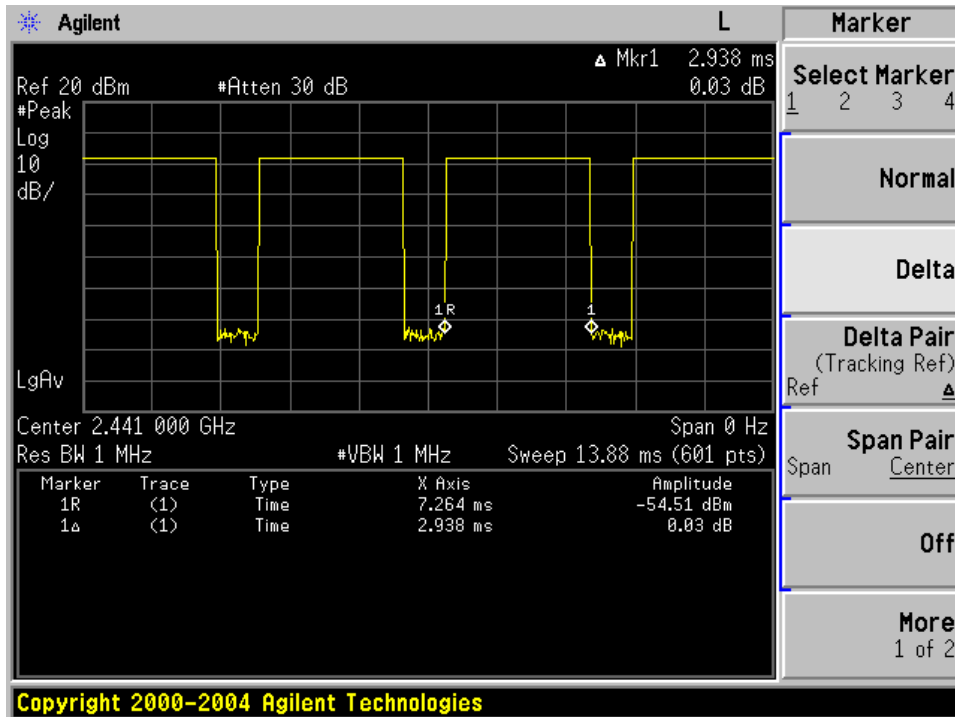 Agilent L
Δ Mkr1 2.938 ms
Ref 20 dBm #Atten 30 dB 0.03 dB
#Peak
Log
10
dB/
1R 1
LgAv
Center 2.441 000 GHz Span 0 Hz
Res BW 1 MHz #VBW 1 MHz Sweep 13.88 ms (601 pts)
Marker Trace Type X Axis Amplitude
1R (1) Time 7.264 ms -54.51 dBm
1Δ (1) Time 2.938 ms 0.03 dB
Copyright 2000-2004 Agilent Technologies
Marker
Select Marker
1 2 3 4
Normal
Delta
Delta Pair
(Tracking Ref)
Ref Δ
Span Pair
Span Center
Off
More
1 of 2